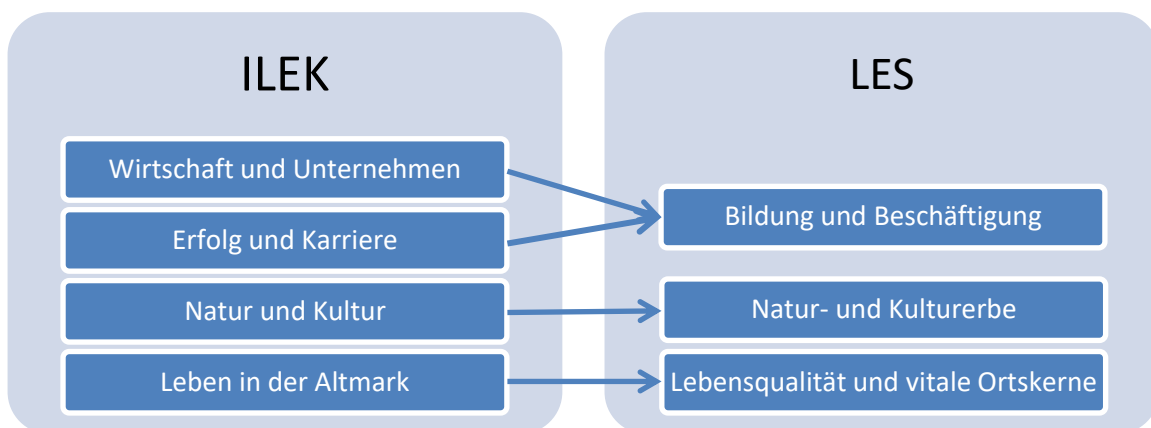 ILEK
Wirtschaft und Unternehmen
Erfolg und Karriere
Natur und Kultur
Leben in der Altmark
LES
Bildung und Beschäftigung
Natur- und Kulturerbe
Lebensqualität und vitale Ortskerne